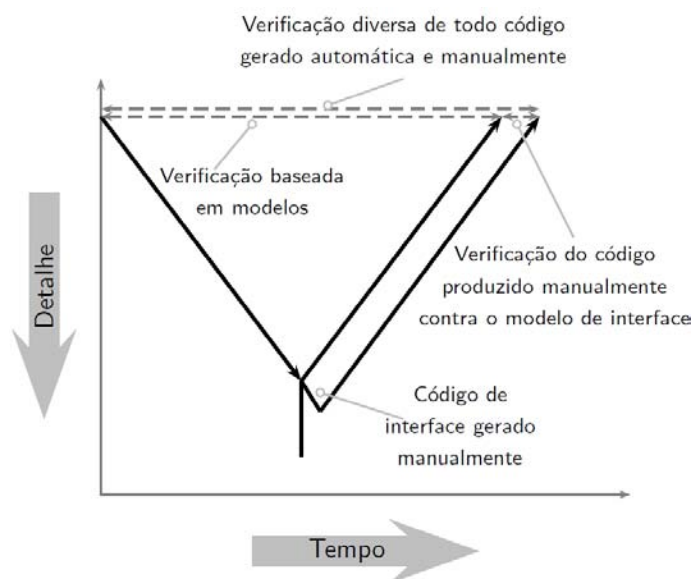 Verificação diversa de todo código
gerado automática e manualmente
Verificação baseada
em modelos
Detalhe
Verificação do código
produzido manualmente
contra o modelo de interface
Código de
interface gerado
manualmente
Tempo